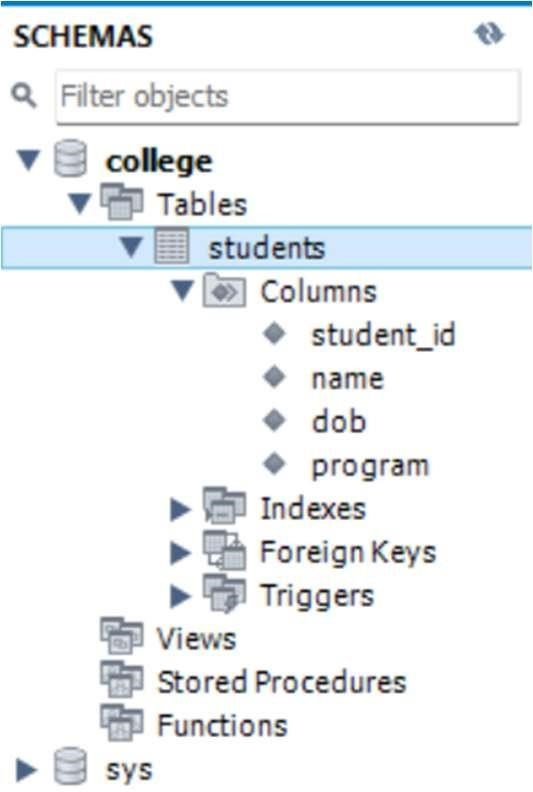 SCHEMAS
Filter objects
college
Tables
students
Columns
student_id
name
dob
program
Indexes
Foreign Keys
Triggers
Views
Stored Procedures
Functions
sys